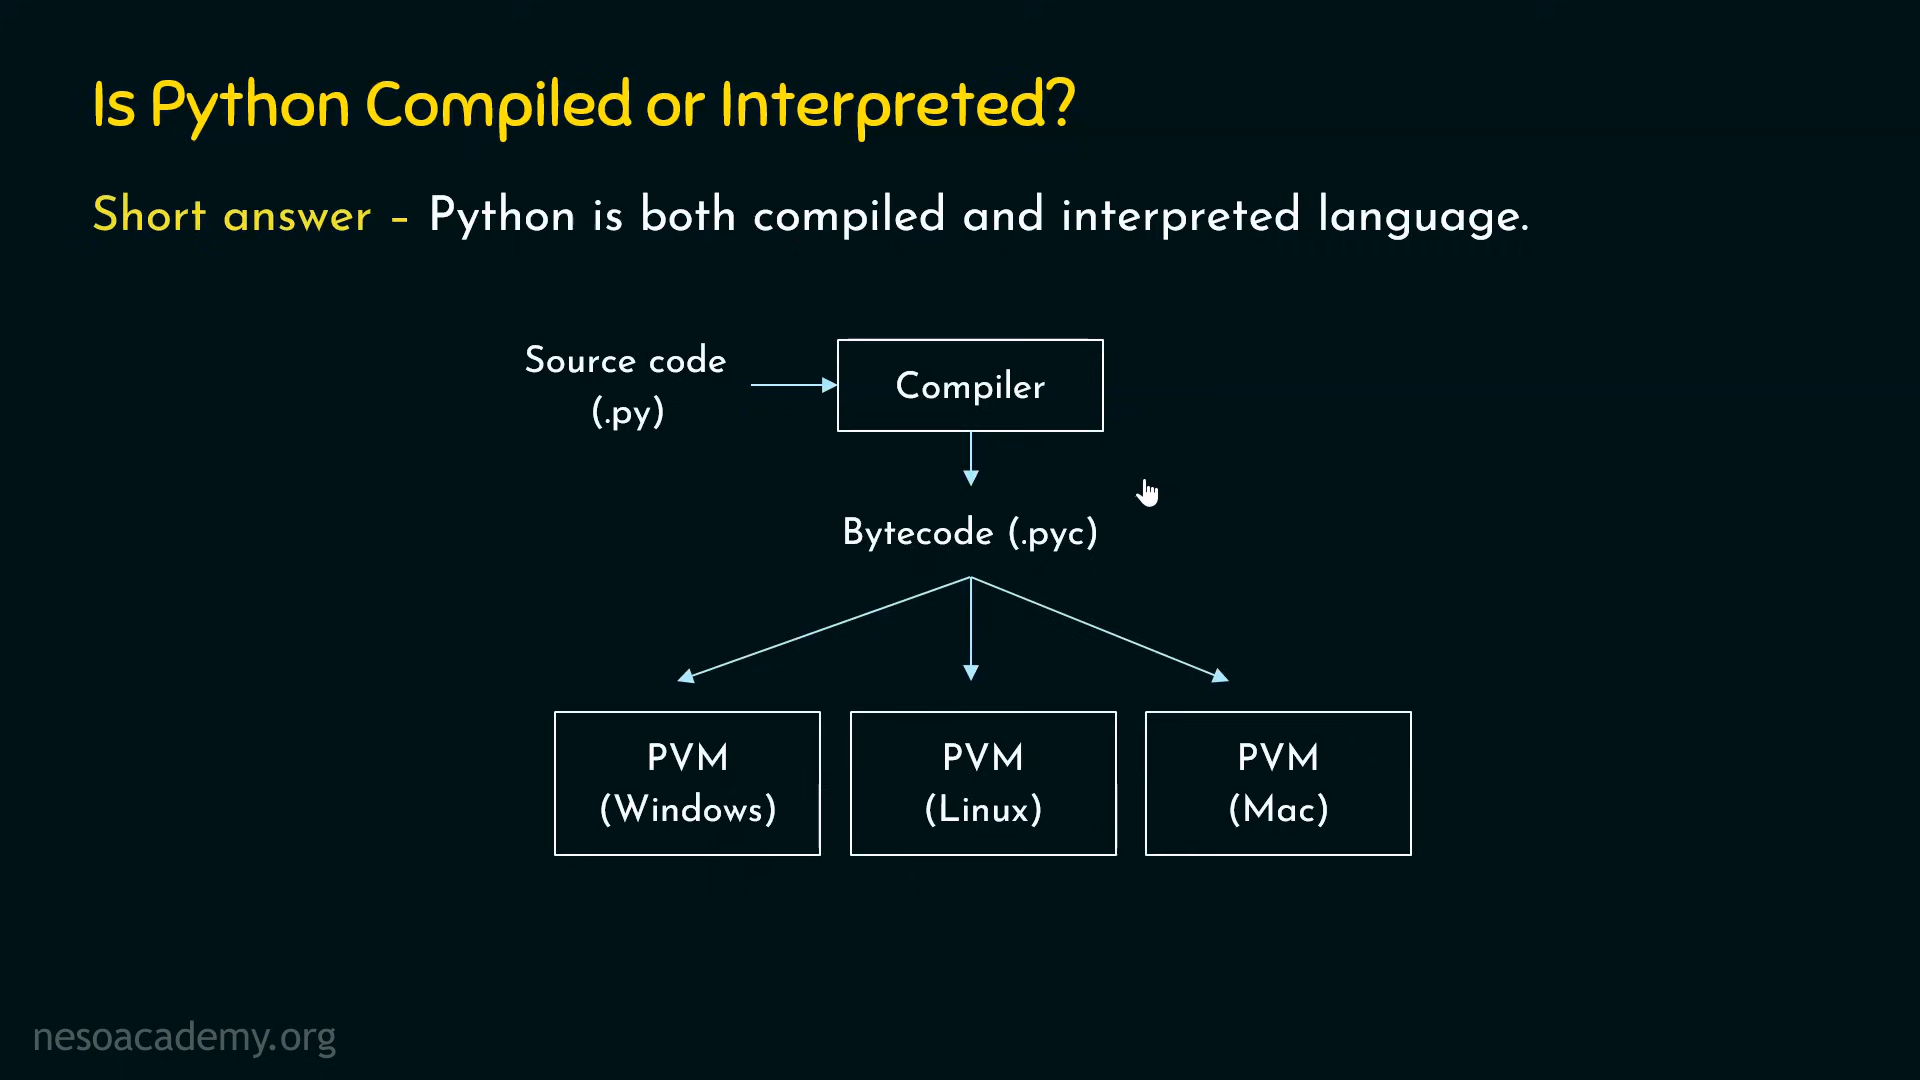 Is Python Compiled or Interpreted?
Short answer – Python is both compiled and interpreted language.
Source code
(.py)
Compiler
Bytecode (.pyc)
PVM
(Windows)
PVM
(Linux)
PVM
(Mac)
nesoacademy.org